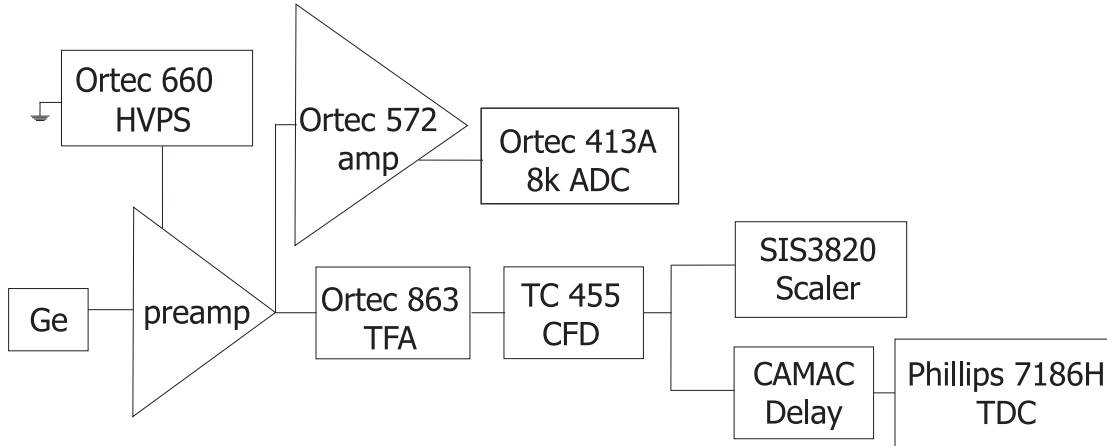 Ortec 660
HVPS
Ortec 572
amp
Ortec 413A
8k ADC
Ge
preamp
Ortec 863
TFA
TC 455
CFD
SIS3820
Scaler
CAMAC
Delay
Phillips 7186H
TDC